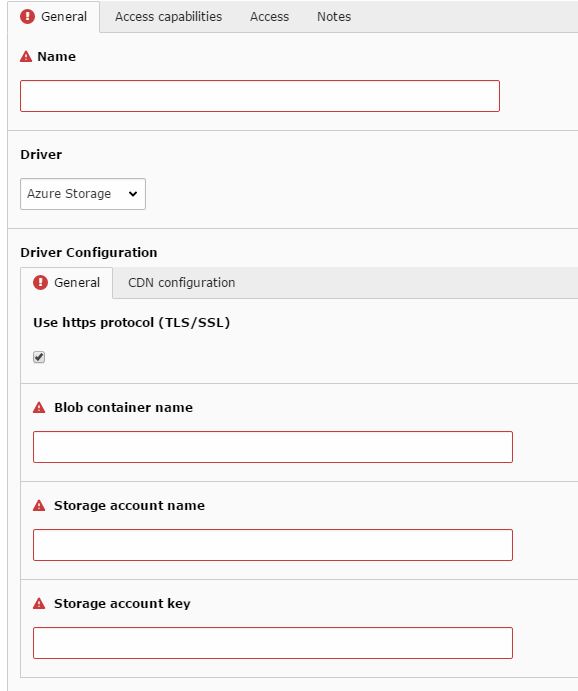 General Access capabilities Access Notes
Name
Driver
Azure Storage
Driver Configuration
General CDN configuration
Use https protocol (TLS/SSL)
Blob container name
Storage account name
Storage account key